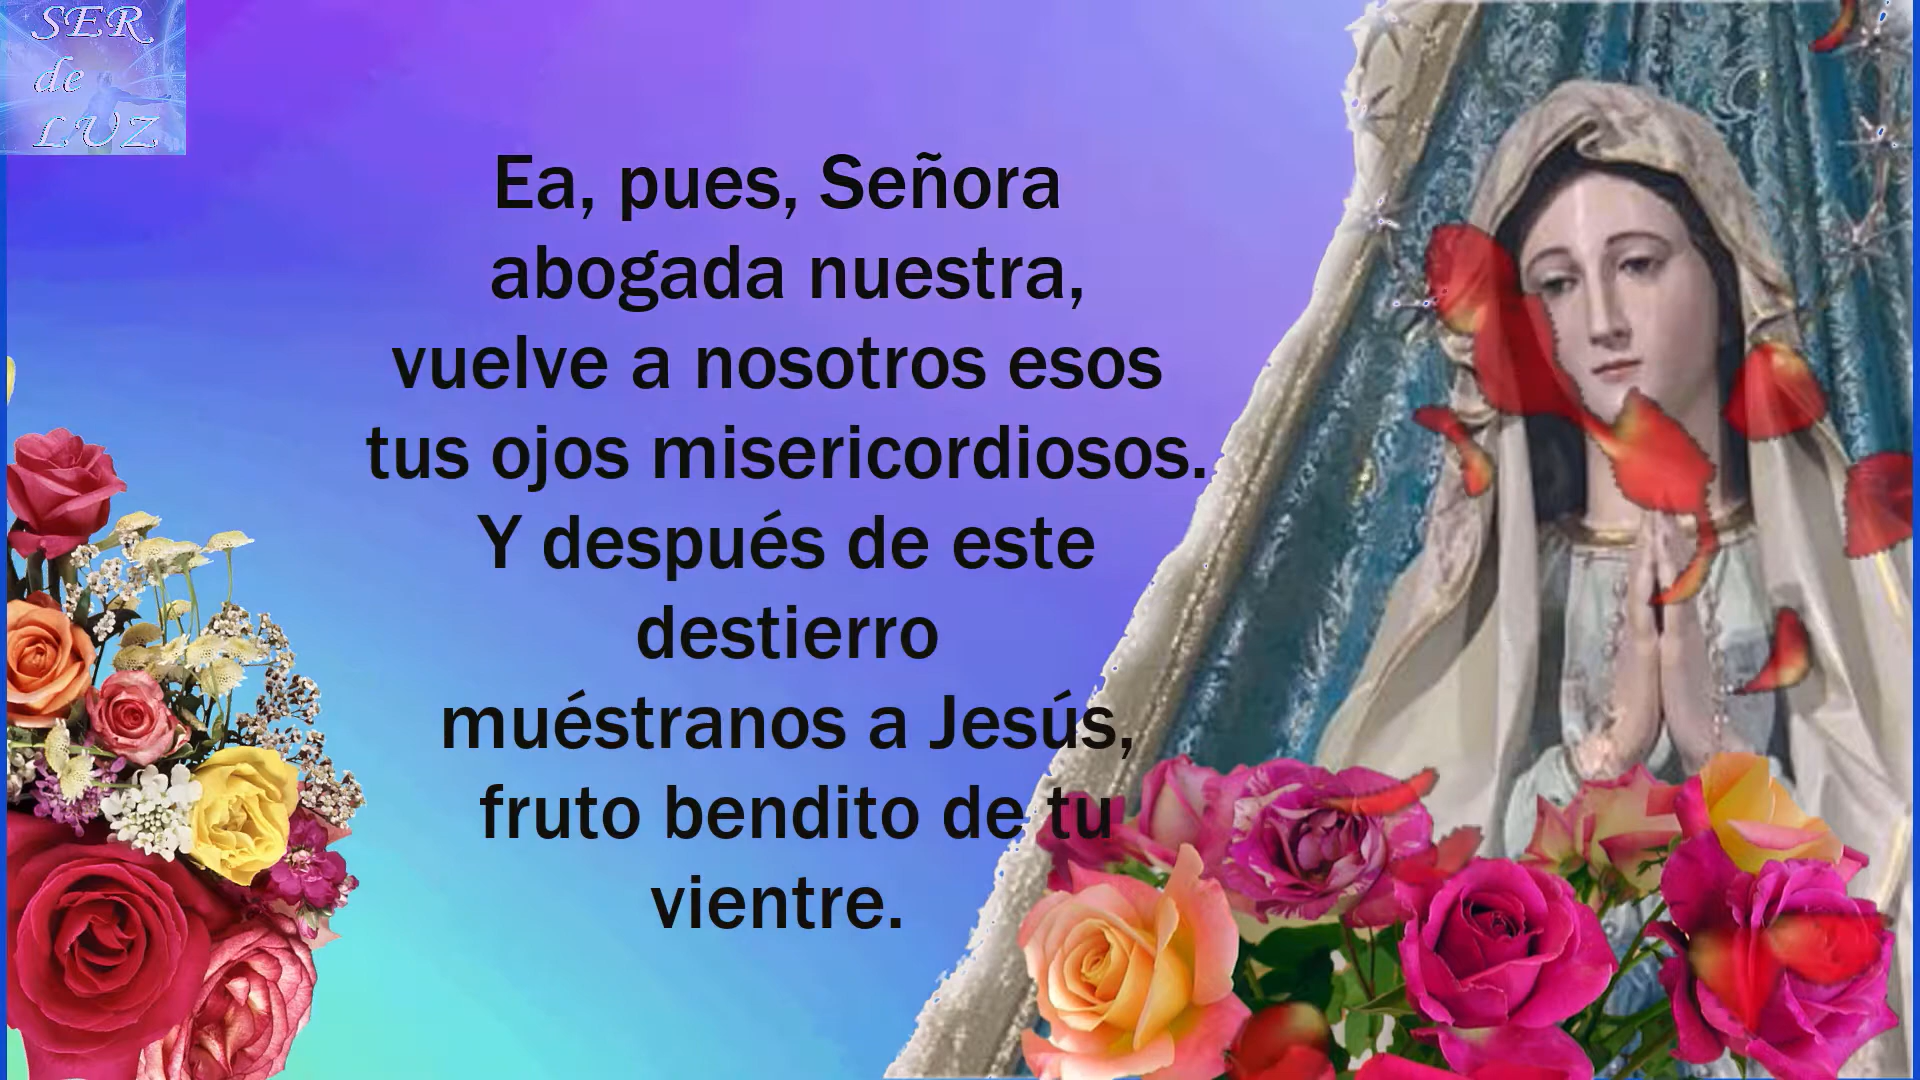 SER
de
LUZ
Ea, pues, Señora
abogada nuestra,
vuelve a nosotros esos
tus ojos misericordiosos.
Y después de este
destierro
muéstranos a Jesús,
fruto bendito de tu
vientre.